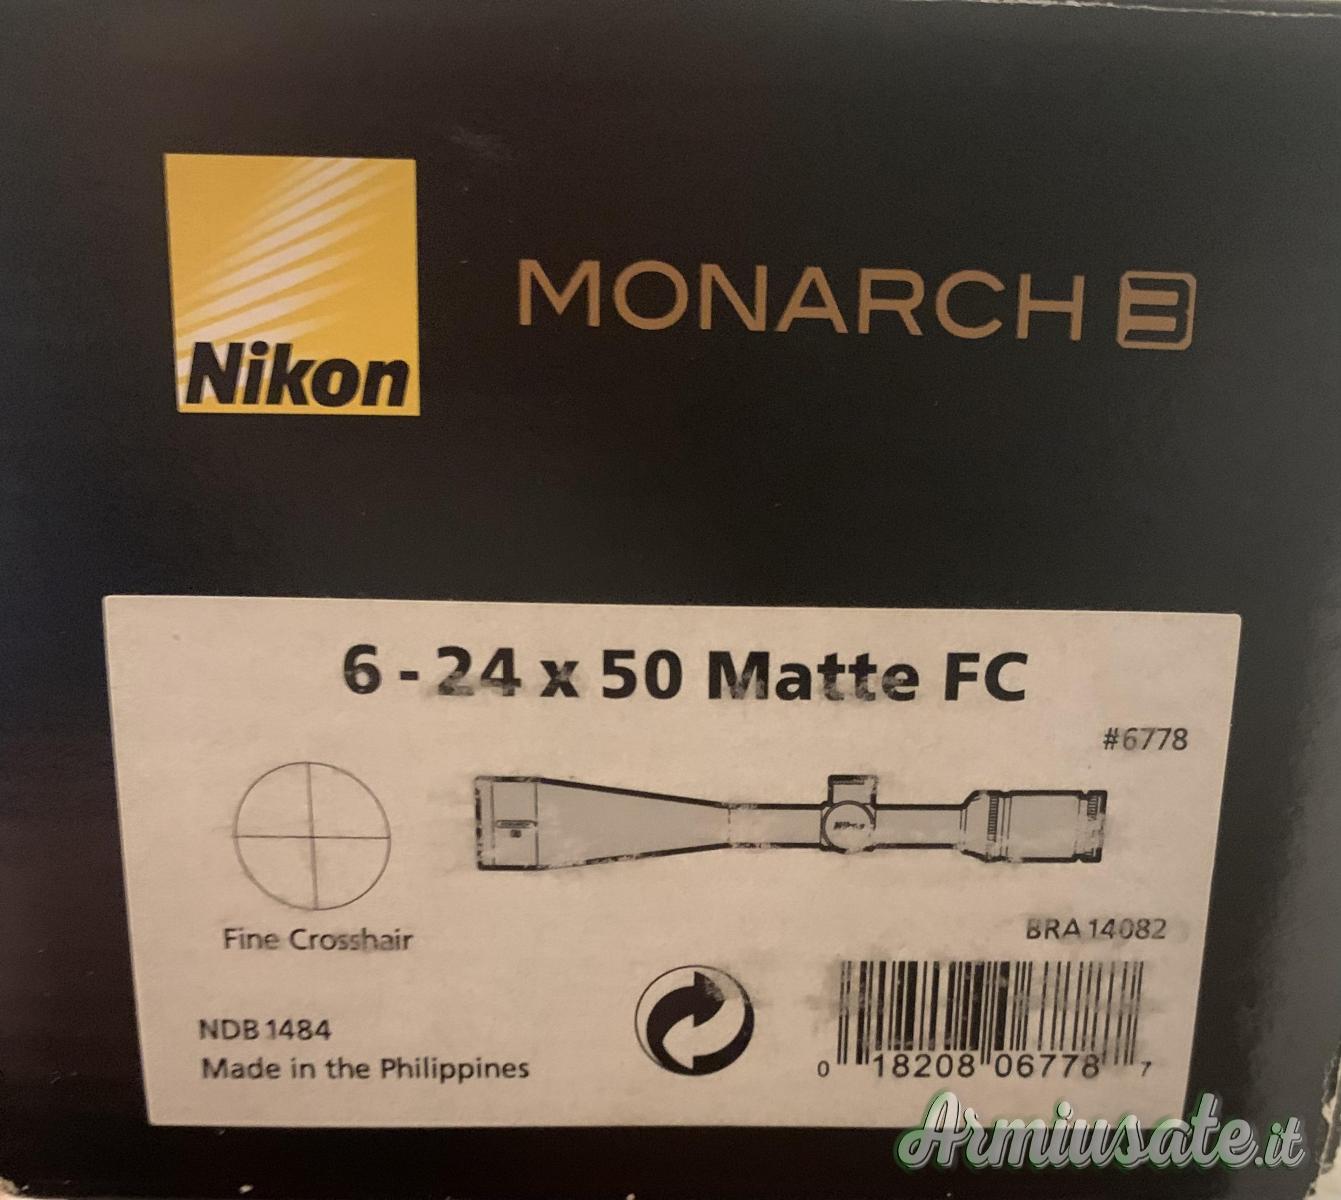 Nikon
MONARCH 3
6 - 24 x 50 Matte FC
#6778
Fine Crosshair
BRA 14082
NDB 1484
Made in the Philippines
0 18208 06778 7
Armiusate.it